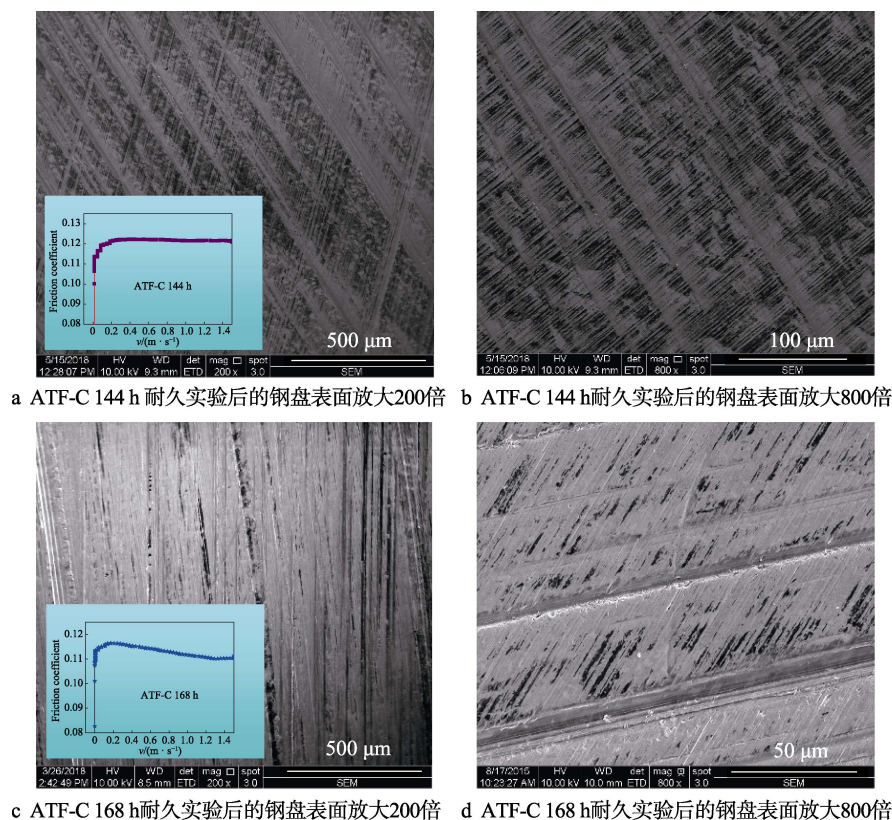 0.13
0.12
0.11
0.10
0.09
0.08
Friction coefficient
ATF-C 144 h
0 0.2 0.4 0.6 0.8 1.0 1.2 1.4
v/(m · s⁻¹)
500 μm
5/15/2018 HV WD det mag spot
12:28:07 PM 10.00 kV 9.3 mm ETD 200 x 3.0 SEM
100 μm
5/15/2018 HV WD det mag spot
12:06:09 PM 10.00 kV 9.3 mm ETD 800 x 3.0 SEM
a ATF-C 144 h 耐久实验后的钢盘表面放大200倍
b ATF-C 144 h 耐久实验后的钢盘表面放大800倍
0.12
0.11
0.10
0.09
0.08
Friction coefficient
ATF-C 168 h
0 0.2 0.4 0.6 0.8 1.0 1.2 1.4
v/(m · s⁻¹)
500 μm
3/26/2018 HV WD det mag spot
2:42:49 PM 10.00 kV 8.5 mm ETD 200 x 3.0 SEM
50 μm
HV WD det mag spot
10:23:27 AM 10.00 kV 10.0 mm ETD 800 x 3.0 SEM
c ATF-C 168 h耐久实验后的钢盘表面放大200倍
d ATF-C 168 h耐久实验后的钢盘表面放大800倍